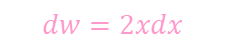 dw = 2xdx